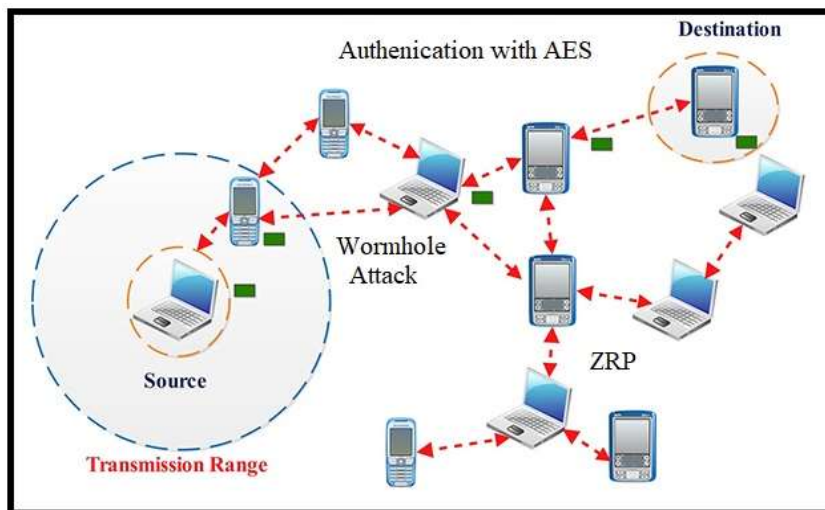 Authenication with AES
Destination
Wormhole
Attack
Source
ZRP
Transmission Range